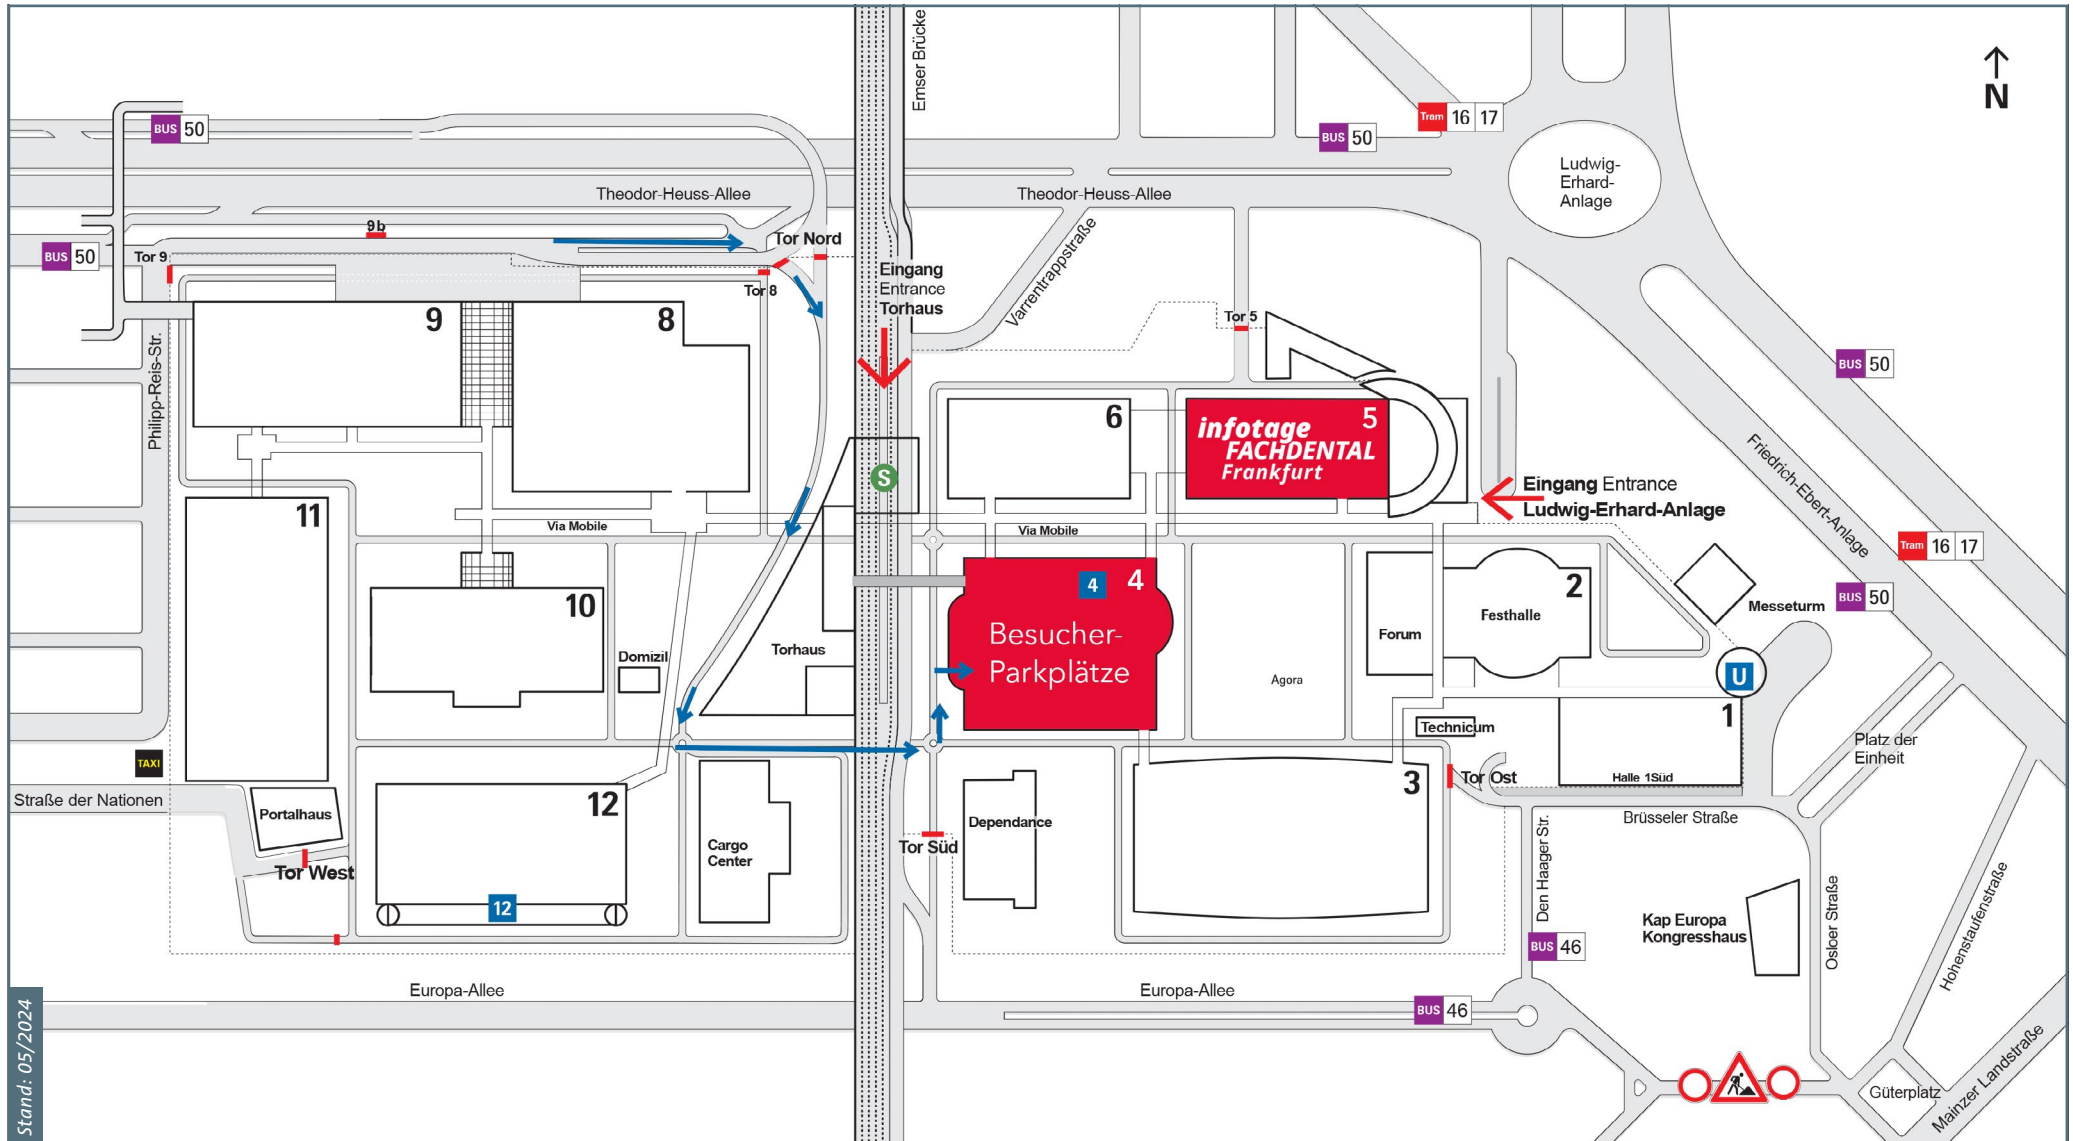 Emser Brücke
N
BUS 50
BUS 50
Tram 16 17
Ludwig-
Erhard-
Anlage
Theodor-Heuss-Allee
Theodor-Heuss-Allee
9b
Tor Nord
BUS 50
Tor 9
Tor 8
Eingang
Entrance
Torhaus
Varrentrappstraße
Tor 5
Philipp-Reis-Str.
9
8
BUS 50
6
5
infotage
FACHDENTAL
Frankfurt
Friedrich-Ebert-Anlage
S
Eingang Entrance
Ludwig-Erhard-Anlage
11
Via Mobile
Via Mobile
Tram 16 17
10
4
4
Besucher-
Parkplätze
2
Festhalle
Forum
Messeturm
BUS 50
Domizil
Torhaus
Agora
U
1
Technicum
Halle 1Süd
TAXI
Straße der Nationen
Portalhaus
Tor West
12
12
Cargo
Center
Tor Süd
Dependance
3
Tor Ost
Platz der
Einheit
Brüsseler Straße
Den Haager Str.
Osloer Straße
Hohenstaufenstraße
Kap Europa
Kongresshaus
BUS 46
Europa-Allee
Europa-Allee
BUS 46
Güterplatz
Mainzer Landstraße
Stand: 05/2024